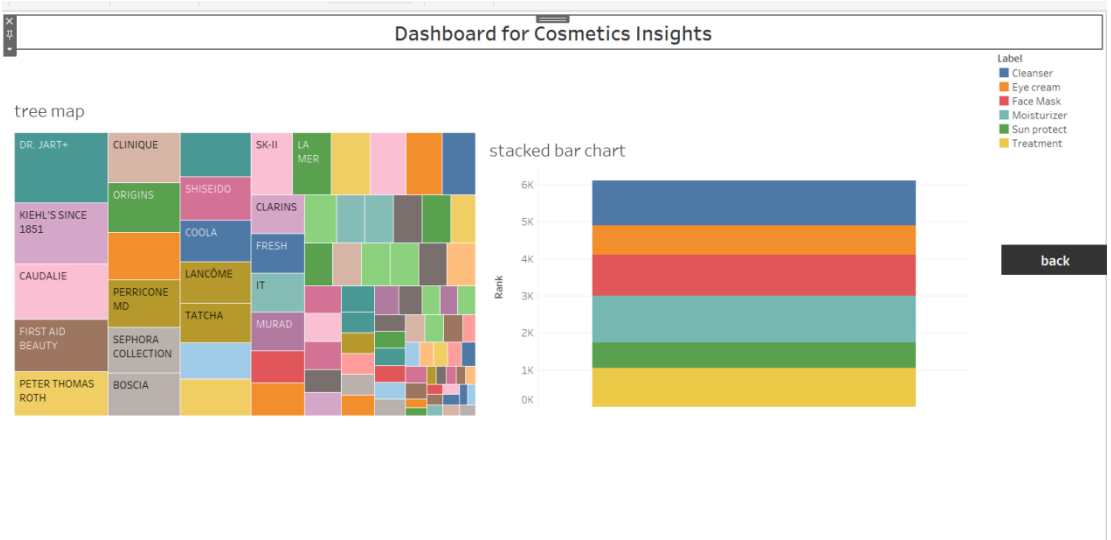 Dashboard for Cosmetics Insights
Label
Cleanser
Eye cream
Face Mask
Moisturizer
Sun protect
Treatment
tree map
DR. JART+
KIEHL'S SINCE
1851
CAUDALIE
FIRST AID
BEAUTY
PETER THOMAS
ROTH
CLINIQUE
ORIGINS
PERRICONE
MD
SEPHORA
COLLECTION
BOSCIA
SHISEIDO
COOLA
LANCÔME
TATCHA
SK-II
CLARINS
FRESH
IT
MURAD
LA
MER
stacked bar chart
6K
5K
4K
3K
2K
1K
0K
Rank
back